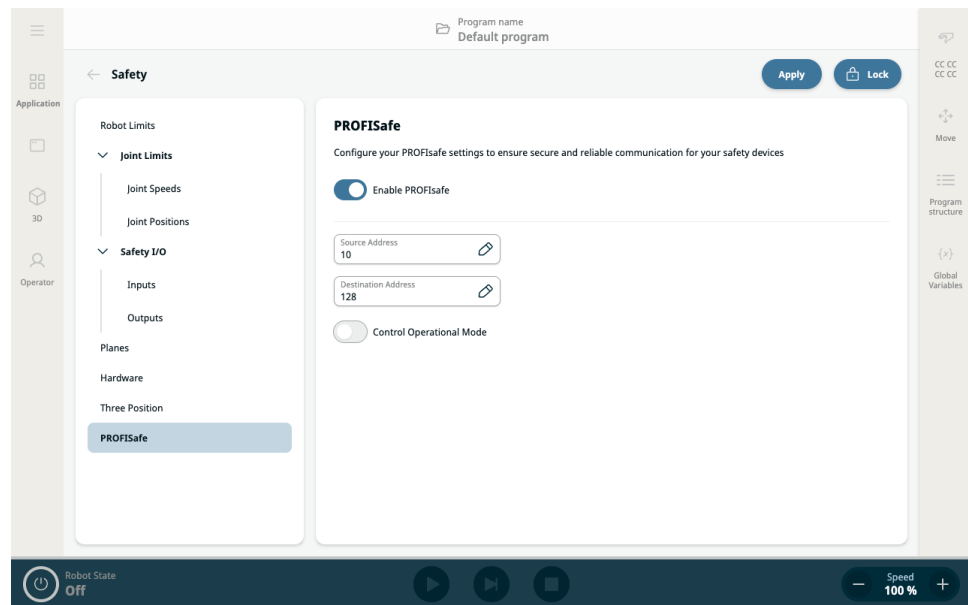 Program name
Default program
Safety
Apply
Lock
Application
3D
Operator
Robot Limits
Joint Limits
Joint Speeds
Joint Positions
Safety I/O
Inputs
Outputs
Planes
Hardware
Three Position
PROFISafe
PROFISafe
Configure your PROFIsafe settings to ensure secure and reliable communication for your safety devices
Enable PROFIsafe
Source Address
10
Destination Address
128
Control Operational Mode
CC CC
CC CC
Move
Program
structure
{x}
Global
Variables
Robot State
Off
Speed
100 %